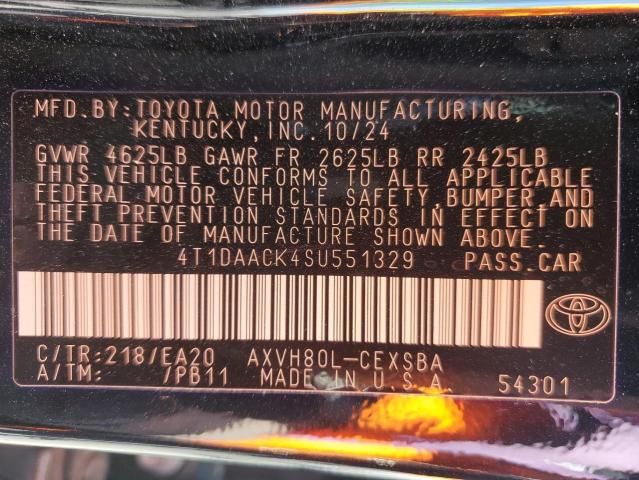 MFD.BY:TOYOTA MOTOR MANUFACTURING,
KENTUCKY,INC.10/24
GVWR 4625LB GAWR FR 2625LB RR 2425LB
THIS VEHICLE CONFORMS TO ALL APPLICABLE
FEDERAL MOTOR VEHICLE SAFETY,BUMPER,AND
THEFT PREVENTION STANDARDS IN EFFECT ON
THE DATE OF MANUFACTURE SHOWN ABOVE.
4T1DAACK4SU551329 PASS.CAR
C/TR:218/EA20 AXVH80L-CEXSBA
A/TM: /PB11 MADE IN U.S.A. 54301